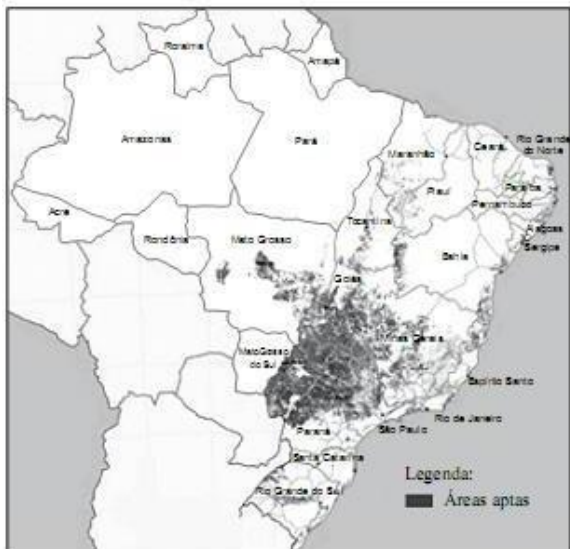 Roraima
Amapá
Amazonas
Pará
Maranhão
Ceará
Rio Grande
do Norte
Paraíba
Piauí
Pernambuco
Acre
Tocantins
Alagoas
Sergipe
Rondônia
Mato Grosso
Bahia
Goiás
Minas Gerais
Mato Grosso
do Sul
Espírito Santo
Rio de Janeiro
São Paulo
Paraná
Santa Catarina
Rio Grande do Sul
Legenda:
Áreas aptas